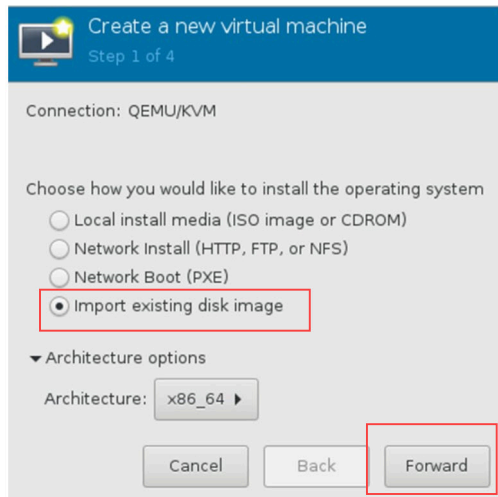 Create a new virtual machine
Step 1 of 4
Connection: QEMU/KVM
Choose how you would like to install the operating system
Local install media (ISO image or CDROM)
Network Install (HTTP, FTP, or NFS)
Network Boot (PXE)
Import existing disk image
Architecture options
Architecture: x86_64
Cancel Back Forward